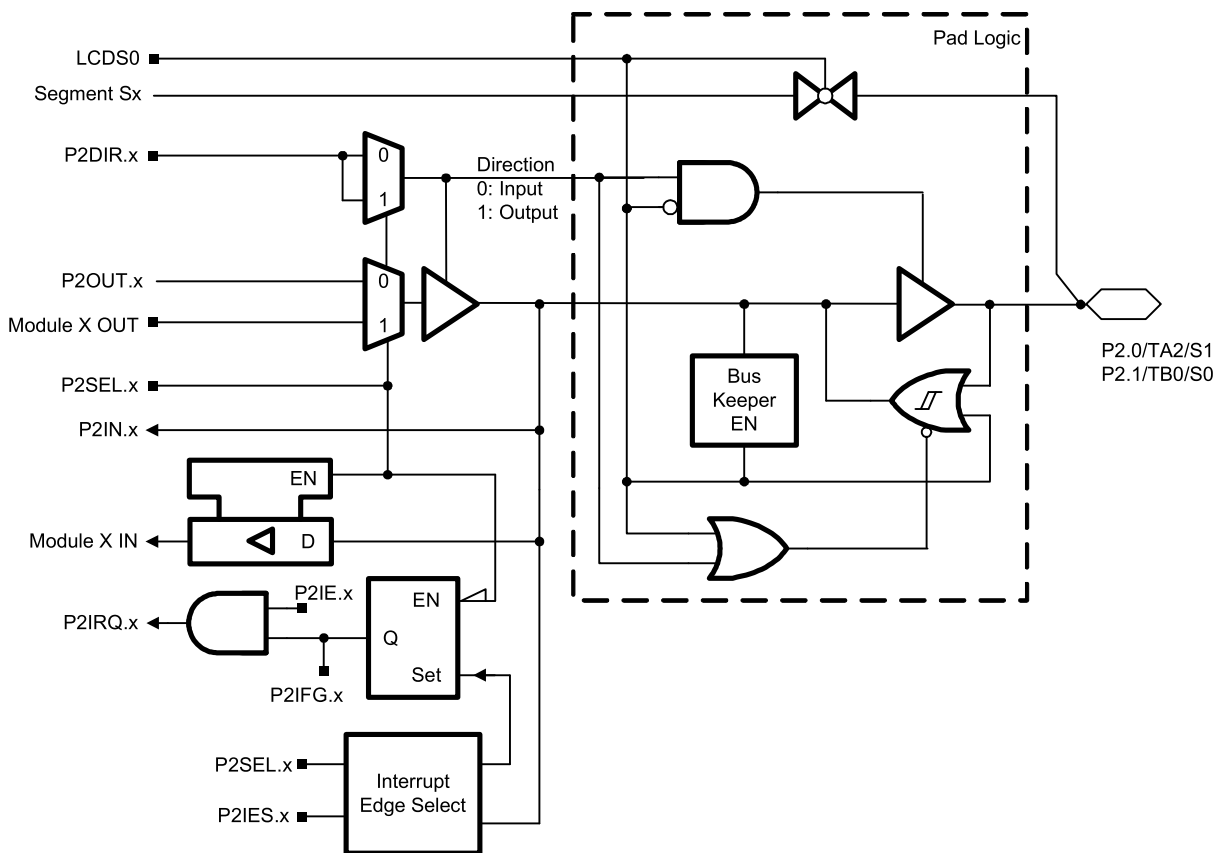 Pad Logic
LCDS0
Segment Sx
P2DIR.x
0
1
Direction
0: Input
1: Output
P2OUT.x
0
Module X OUT
1
P2SEL.x
P2IN.x
Bus
Keeper
EN
P2.0/TA2/S1
P2.1/TB0/S0
EN
Module X IN
D
P2IE.x
EN
P2IRQ.x
Q
Set
P2IFG.x
P2SEL.x
P2IES.x
Interrupt
Edge Select